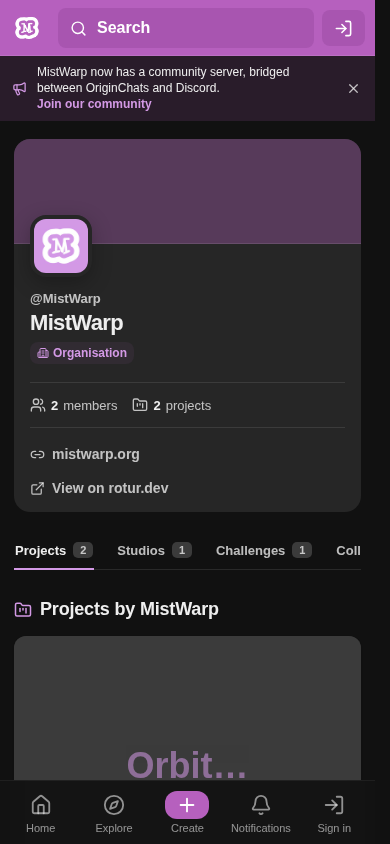 Search
MistWarp now has a community server, bridged
between OriginChats and Discord.
Join our community
M
@MistWarp
MistWarp
Organisation
2 members 2 projects
mistwarp.org
View on rotur.dev
Projects 2 Studios 1 Challenges 1 Coll
Projects by MistWarp
Orbit...
Home Explore Create Notifications Sign in